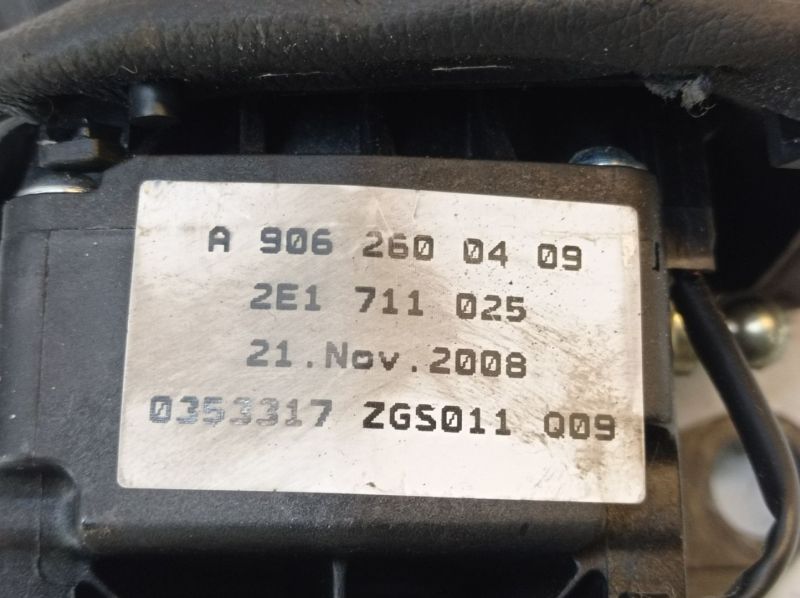 A 906 260 04 09
2E1 711 025
21.Nov.2008
0353317 ZGS011 Q09